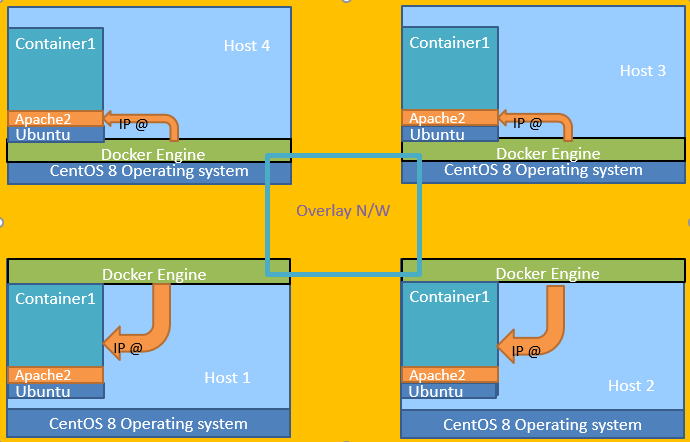 Container1
Host 4
Apache2
IP @
Ubuntu
Docker Engine
CentOS 8 Operating system
Container1
Host 3
Apache2
IP @
Ubuntu
Docker Engine
CentOS 8 Operating system
Overlay N/W
Docker Engine
Container1
IP @
Apache2
Host 1
Ubuntu
CentOS 8 Operating system
Docker Engine
Container1
IP @
Apache2
Host 2
Ubuntu
CentOS 8 Operating system